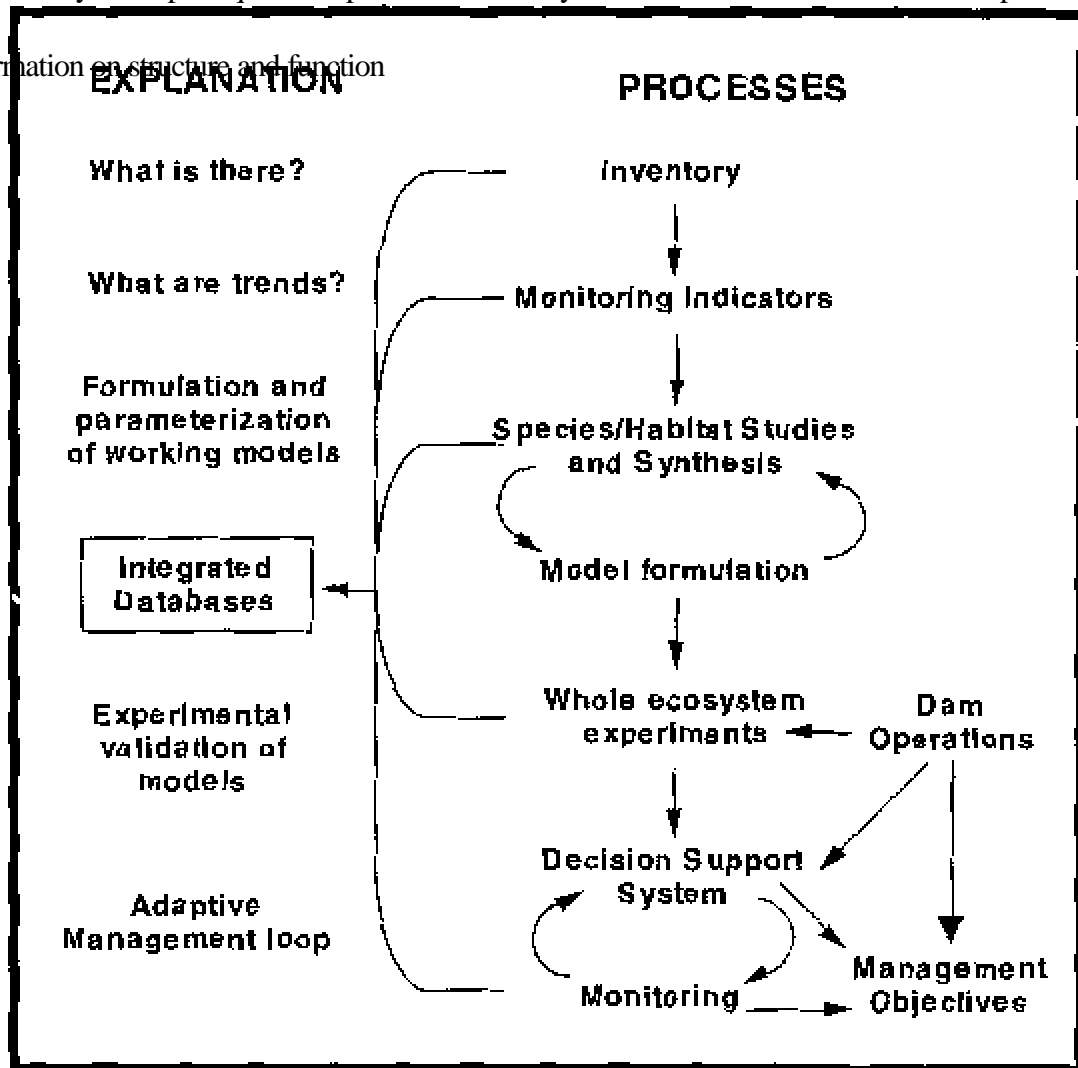 rmation on structure and function
EXPLANATION
PROCESSES
What is there?
Inventory
What are trends?
Monitoring Indicators
Formulation and
parameterization
of working models
Species/Habitat Studies
and Synthesis
Integrated
Databases
Model formulation
Experimental
validation of
models
Whole ecosystem
experiments
Dam
Operations
Decision Support
System
Adaptive
Management loop
Monitoring
Management
Objectives